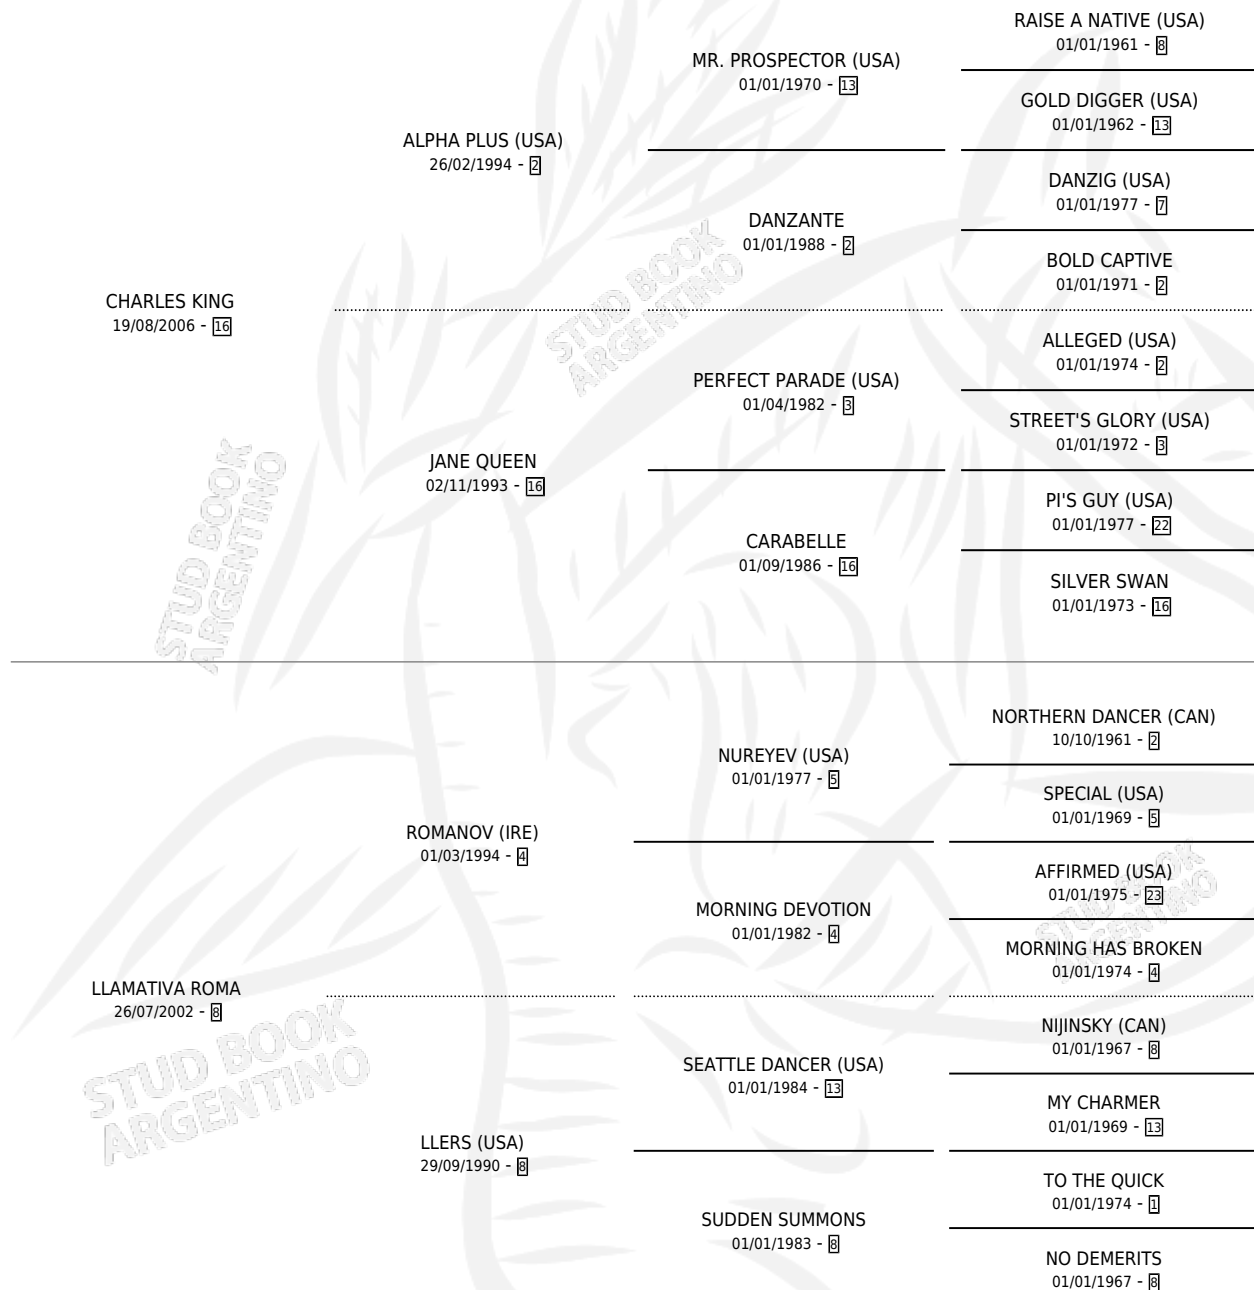 RAISE A NATIVE (USA)
01/01/1961 - 8
MR. PROSPECTOR (USA)
01/01/1970 - 13
GOLD DIGGER (USA)
01/01/1962 - 13
ALPHA PLUS (USA)
26/02/1994 - 2
DANZIG (USA)
01/01/1977 - 7
DANZANTE
01/01/1988 - 2
BOLD CAPTIVE
01/01/1971 - 2
CHARLES KING
19/08/2006 - 16
ALLEGED (USA)
01/01/1974 - 2
PERFECT PARADE (USA)
01/04/1982 - 3
STREET'S GLORY (USA)
01/01/1972 - 3
JANE QUEEN
02/11/1993 - 16
PI'S GUY (USA)
01/01/1977 - 22
CARABELLE
01/09/1986 - 16
SILVER SWAN
01/01/1973 - 16
NORTHERN DANCER (CAN)
10/10/1961 - 2
NUREYEV (USA)
01/01/1977 - 5
SPECIAL (USA)
01/01/1969 - 5
ROMANOV (IRE)
01/03/1994 - 4
AFFIRMED (USA)
01/01/1975 - 23
MORNING DEVOTION
01/01/1982 - 4
MORNING HAS BROKEN
01/01/1974 - 4
LLAMATIVA ROMA
26/07/2002 - 8
NIJINSKY (CAN)
01/01/1967 - 8
SEATTLE DANCER (USA)
01/01/1984 - 13
MY CHARMER
01/01/1969 - 13
LLERS (USA)
29/09/1990 - 8
TO THE QUICK
01/01/1974 - 1
SUDDEN SUMMONS
01/01/1983 - 8
NO DEMERITS
01/01/1967 - 8
STUD BOOK
ARGENTINO
STUD BOOK
ARGENTINO
STUD BOOK
ARGENTINO
STUD BOOK
ARGENTINO